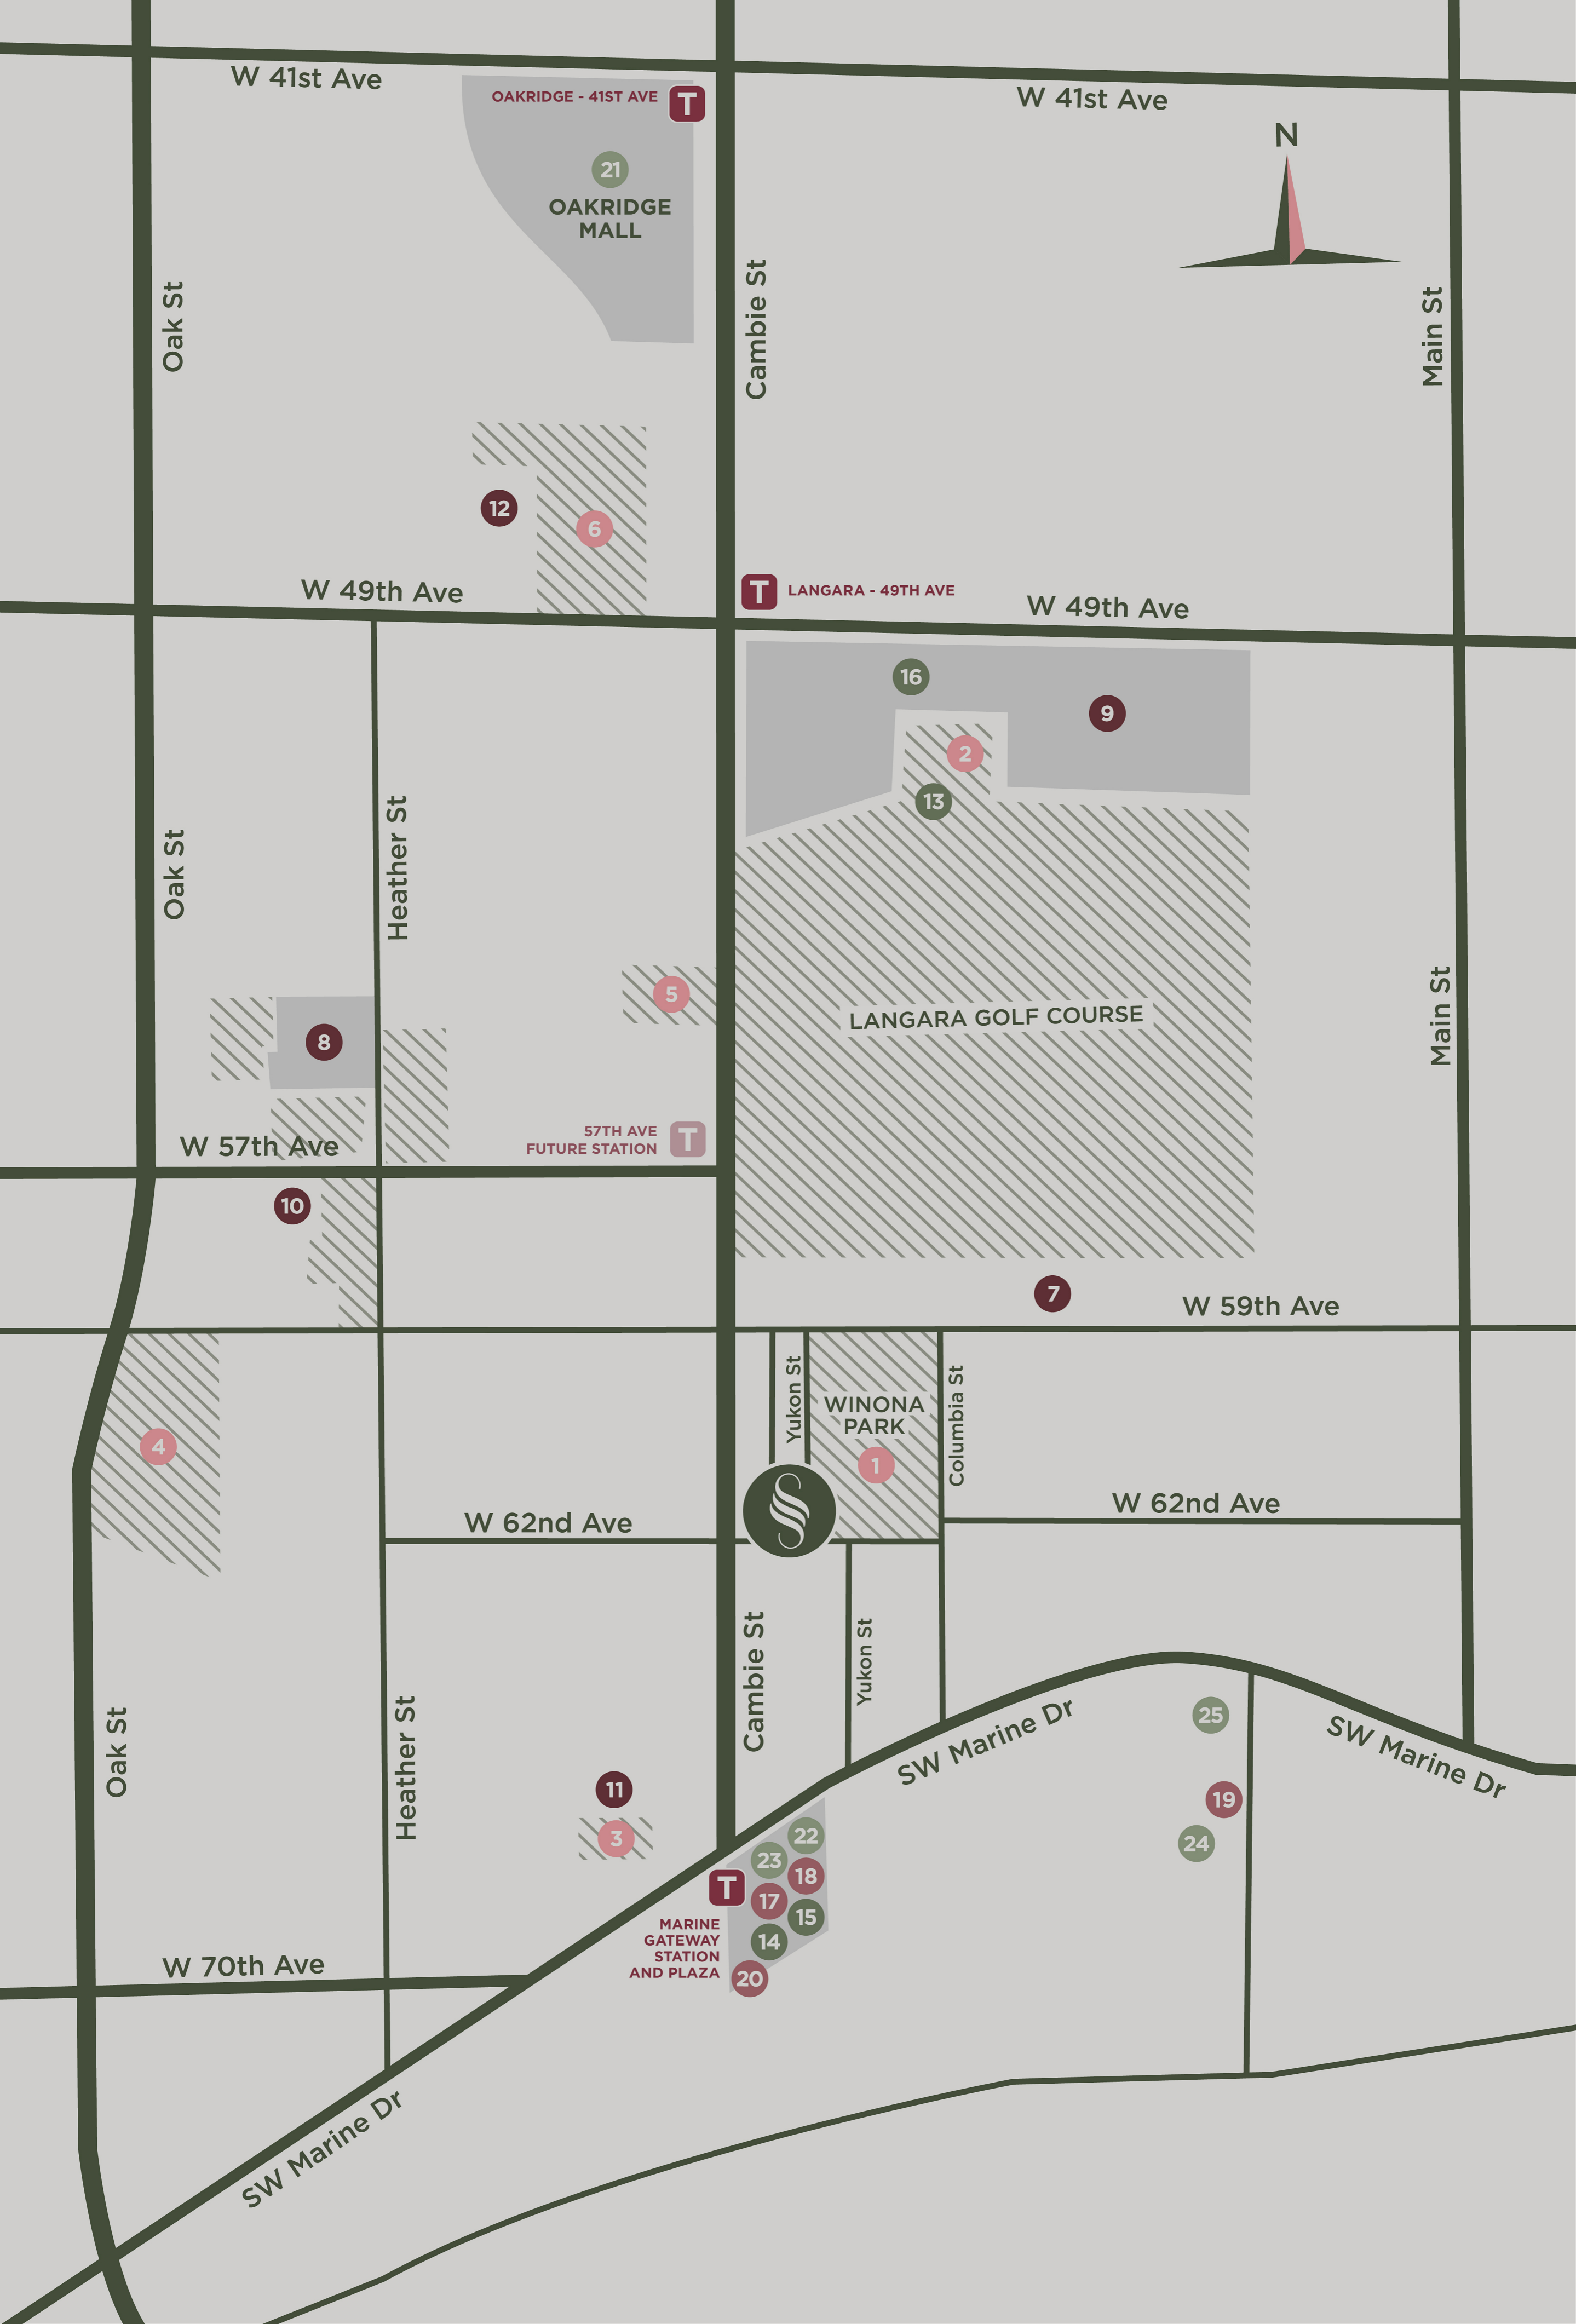 W 41st Ave
OAKRIDGE - 41ST AVE
T
W 41st Ave
N
21
OAKRIDGE
MALL
Oak St
Cambie St
Main St
12
6
W 49th Ave
T
LANGARA - 49TH AVE
W 49th Ave
16
9
2
13
Oak St
Heather St
5
8
LANGARA GOLF COURSE
Main St
W 57th Ave
57TH AVE
FUTURE STATION
T
10
7
W 59th Ave
Yukon St
WINONA
PARK
1
Columbia St
4
W 62nd Ave
W 62nd Ave
Oak St
Heather St
Cambie St
Yukon St
SW Marine Dr
SW Marine Dr
25
11
3
19
24
22
23
18
T
17
15
14
20
MARINE
GATEWAY
STATION
AND PLAZA
W 70th Ave
SW Marine Dr